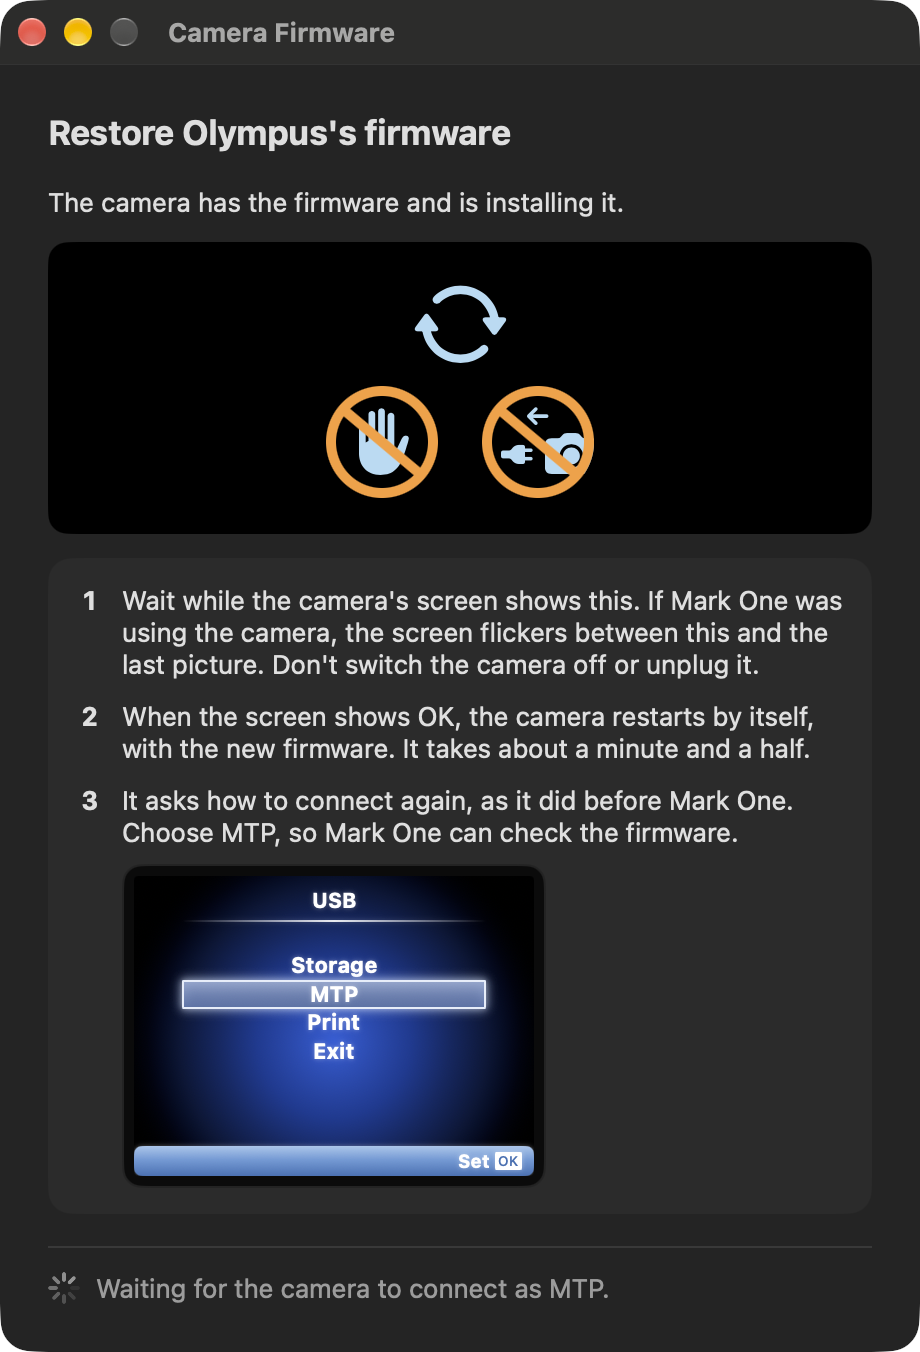 Camera Firmware
Restore Olympus's firmware
The camera has the firmware and is installing it.
1 Wait while the camera's screen shows this. If Mark One was
using the camera, the screen flickers between this and the
last picture. Don't switch the camera off or unplug it.
2 When the screen shows OK, the camera restarts by itself,
with the new firmware. It takes about a minute and a half.
3 It asks how to connect again, as it did before Mark One.
Choose MTP, so Mark One can check the firmware.
USB
Storage
MTP
Print
Exit
Set OK
Waiting for the camera to connect as MTP.